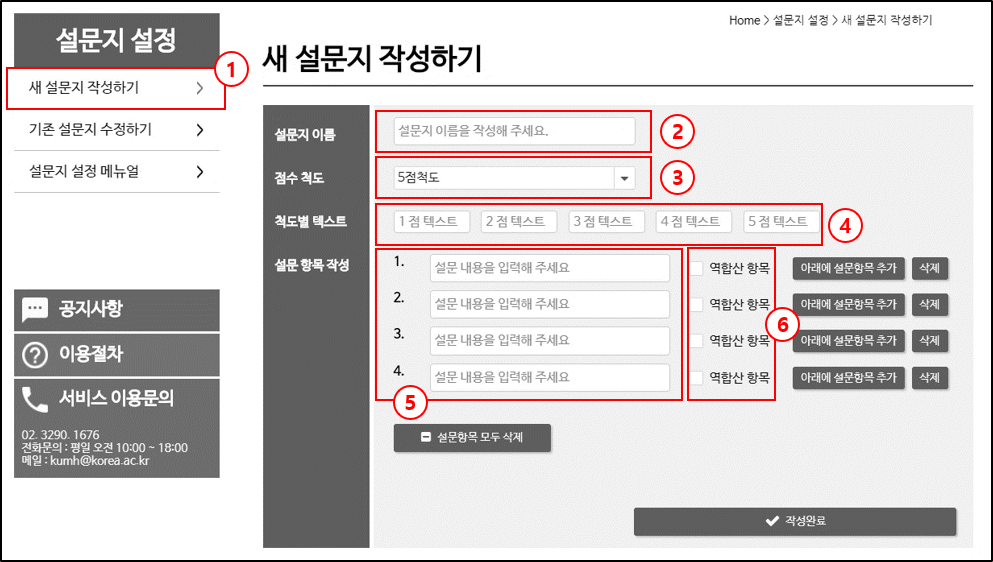 Home > 설문지 설정 > 새 설문지 작성하기
설문지 설정
1
새 설문지 작성하기
기존 설문지 수정하기
설문지 설정 메뉴얼
공지사항
이용절차
서비스 이용문의
02. 3290. 1676
전화문의 : 평일 오전 10:00 ~ 18:00
메일 : kumh@korea.ac.kr
새 설문지 작성하기
설문지 이름
설문지 이름을 작성해 주세요.
2
점수 척도
5점척도
3
척도별 텍스트
1 점 텍스트 2 점 텍스트 3 점 텍스트 4 점 텍스트 5 점 텍스트
4
설문 항목 작성
1. 설문 내용을 입력해 주세요 역합산 항목 아래에 설문항목 추가 삭제
2. 설문 내용을 입력해 주세요 역합산 항목 아래에 설문항목 추가 삭제
6
3. 설문 내용을 입력해 주세요 역합산 항목 아래에 설문항목 추가 삭제
4. 설문 내용을 입력해 주세요 역합산 항목 아래에 설문항목 추가 삭제
5
설문항목 모두 삭제
작성완료